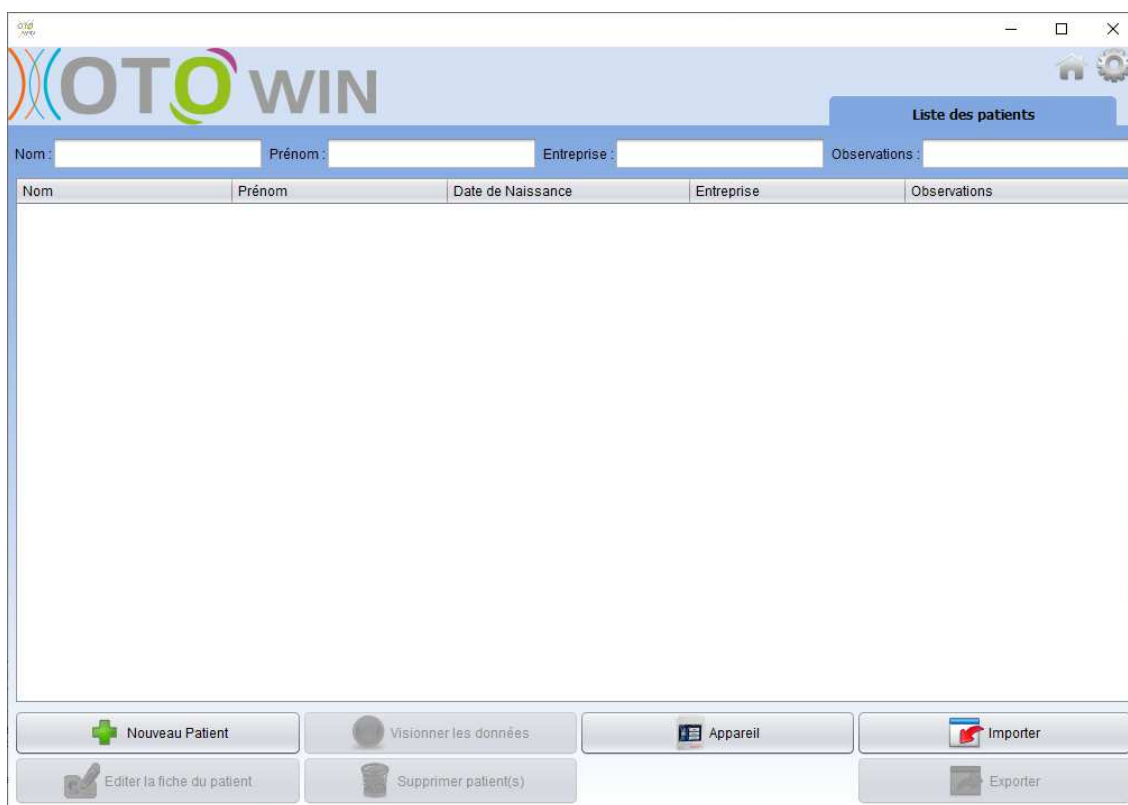 OTO WIN
Liste des patients
Nom : Prénom : Entreprise : Observations :
Nom Prénom Date de Naissance Entreprise Observations
Nouveau Patient Visionner les données Appareil Importer
Editer la fiche du patient Supprimer patient(s) Exporter